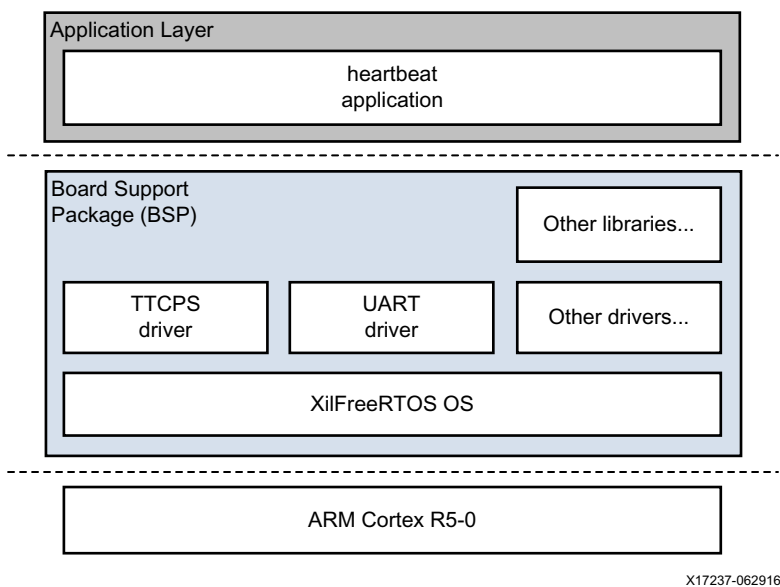 Application Layer
heartbeat
application
Board Support
Package (BSP)
Other libraries...
TTCPS
driver
UART
driver
Other drivers...
XilFreeRTOS OS
ARM Cortex R5-0
X17237-062916